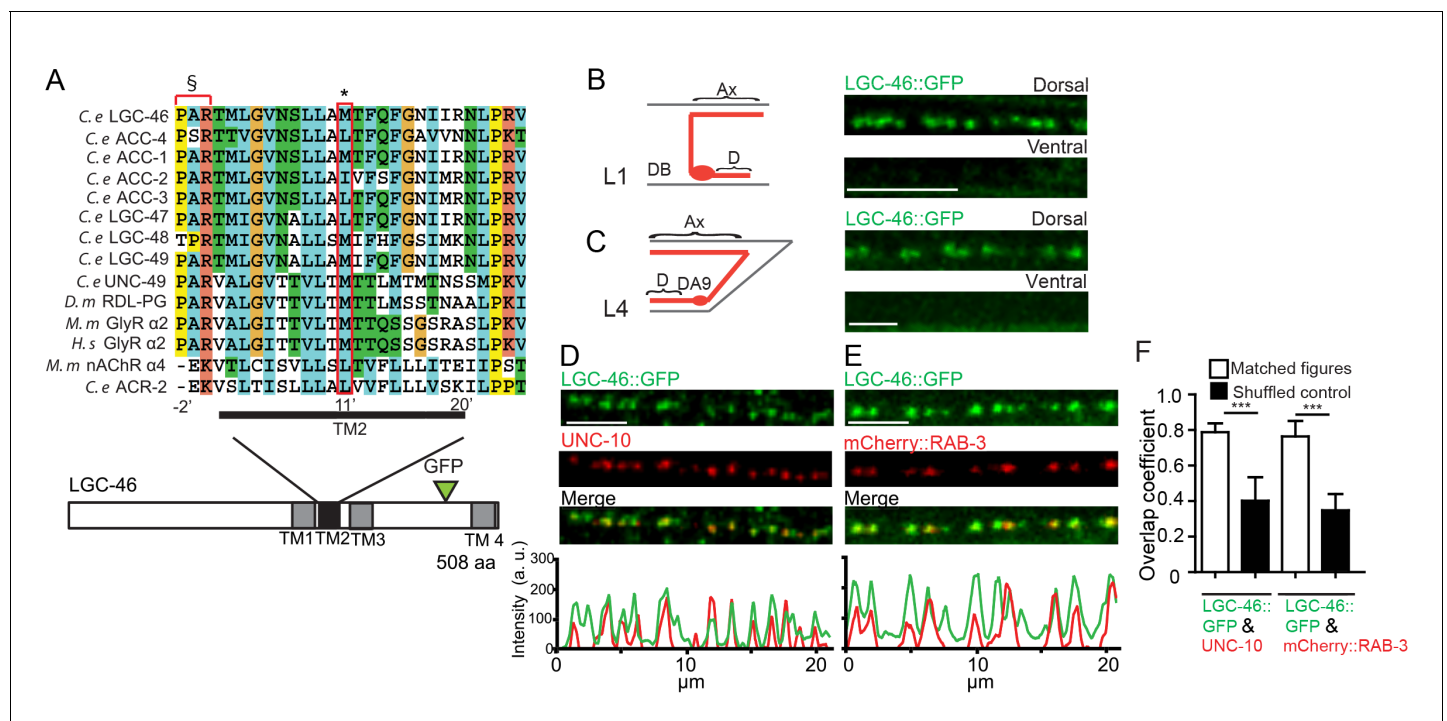 A
§
*
C.e LGC-46 PARTMLGVNSLLAMTFQFGNIIRNLPRV
C.e ACC-4 PSRTTVGVNSLLALTFQFGAVVNNLPKT
C.e ACC-1 PARTMLGVNSLLAMTFQFGNIIRNLPRV
C.e ACC-2 PARTMLGVNSLLAIVFSFGNIMRNLPRV
C.e ACC-3 PARTMLGVNSLLALTFQFGNIMRNLPRV
C.e LGC-47 PARTMIGVNALLALTFQFGNIIRNLPRV
C.e LGC-48 TPRTMIGVNALLSMIFHFGSIMKNLPRV
C.e LGC-49 PARTMLGVNALLAMTFQFGNIIRNLPRV
C.e UNC-49 PARVALGVTTVLTMTTLMTMTNSSMPKV
D.m RDL-PG PARVALGVTTVLTMTTLMSSTNAALPKI
M.m GlyR α2 PARVALGITTVLTMTTQSSGSRASLPKV
H.s GlyR α2 PARVALGITTVLTMTTQSSGSRASLPKV
M.m nAChR α4 -EKVTLCISVLLSLTVFLLLITEIIPST
C.e ACR-2 -EKVSLTISILLALVVFLLLVSKILPPT
-2' 11' 20'
TM2
GFP
LGC-46
TM1 TM2 TM3 TM 4
508 aa
B
Ax
DB
D
L1
LGC-46::GFP Dorsal
Ventral
C
Ax
D
DA9
L4
LGC-46::GFP Dorsal
Ventral
D
LGC-46::GFP
UNC-10
Merge
Intensity (a. u.)
300
200
100
0
0 10 20
µm
E
LGC-46::GFP
mCherry::RAB-3
Merge
0 10 20
µm
F
Matched figures
Shuffled control
*** ***
Overlap coefficient
1.0
0.8
0.6
0.4
0.2
0
LGC-46::
GFP &
UNC-10
LGC-46::
GFP &
mCherry::RAB-3